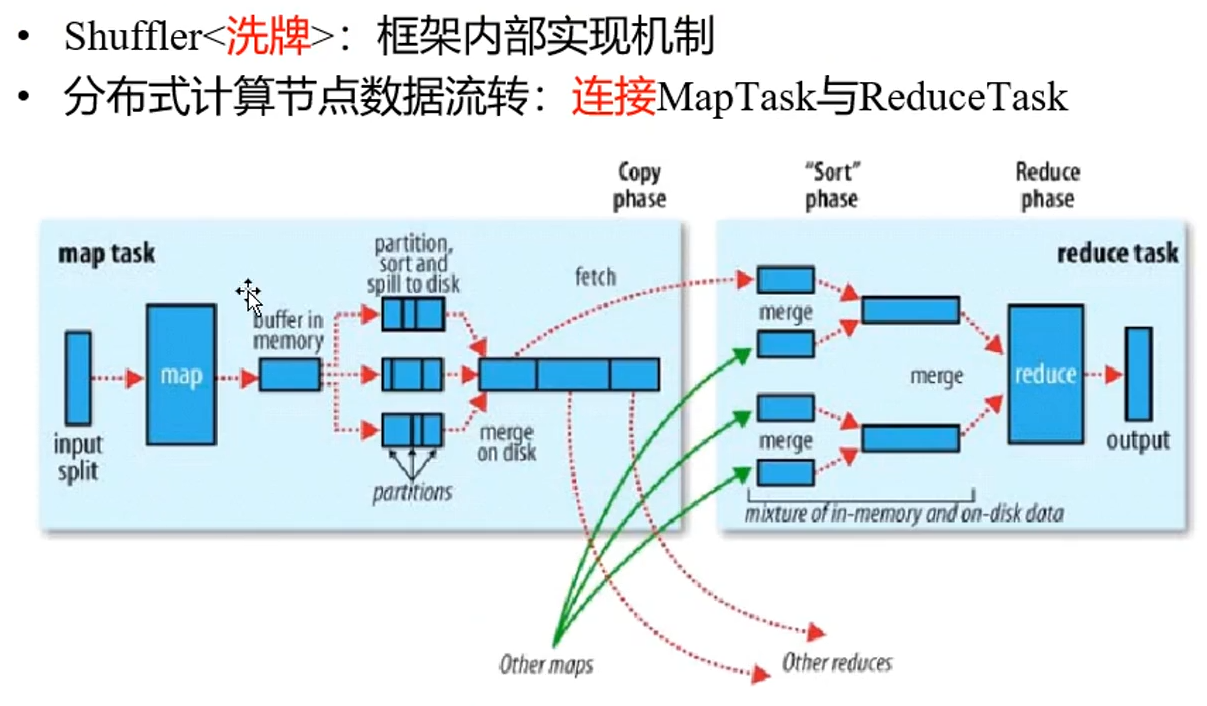 • Shuffler<洗牌>：框架内部实现机制
• 分布式计算节点数据流转：连接MapTask与ReduceTask
Copy
phase
“Sort”
phase
Reduce
phase
map task
partition,
sort and
spill to disk
fetch
reduce task
buffer in
memory
merge
map
merge
reduce
input
split
merge
on disk
merge
output
partitions
mixture of in-memory and on-disk data
Other maps
Other reduces